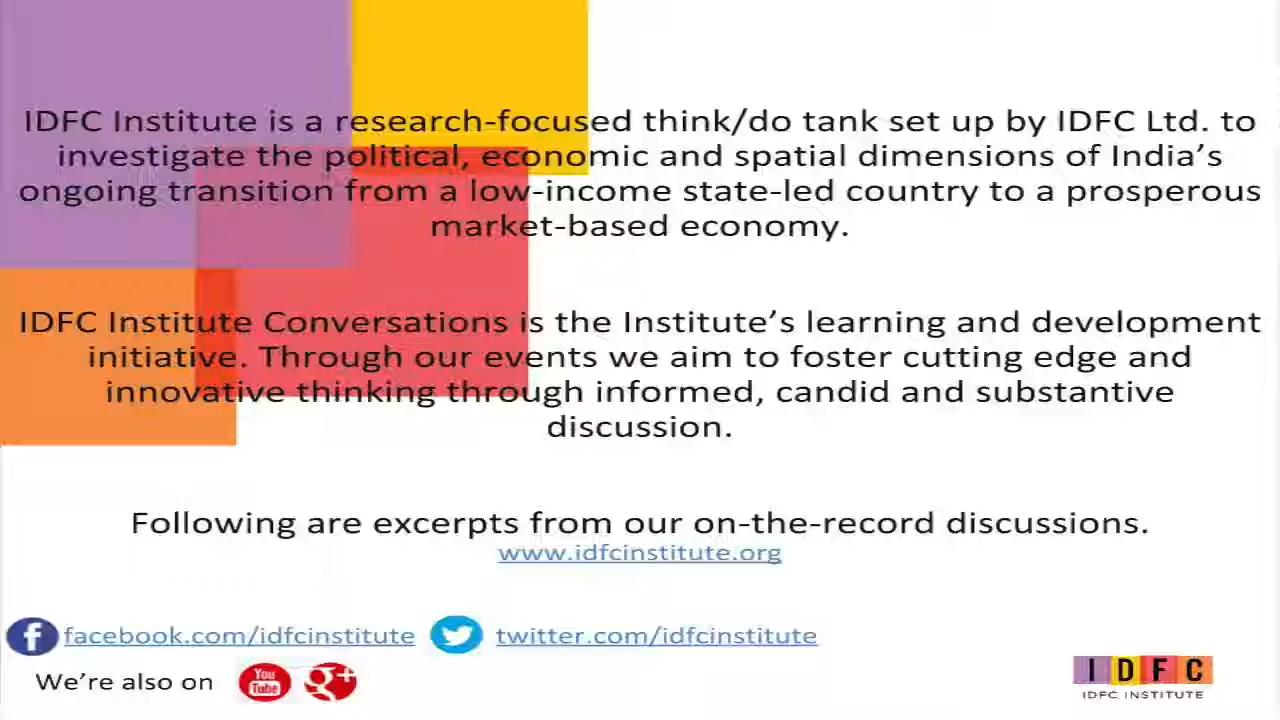 IDFC Institute is a research-focused think/do tank set up by IDFC Ltd. to
investigate the political, economic and spatial dimensions of India’s
ongoing transition from a low-income state-led country to a prosperous
market-based economy.
IDFC Institute Conversations is the Institute’s learning and development
initiative. Through our events we aim to foster cutting edge and
innovative thinking through informed, candid and substantive
discussion.
Following are excerpts from our on-the-record discussions.
www.idfcinstitute.org
f facebook.com/idfcinstitute twitter.com/idfcinstitute
We’re also on You Tube g+
IDFC
IDFC INSTITUTE